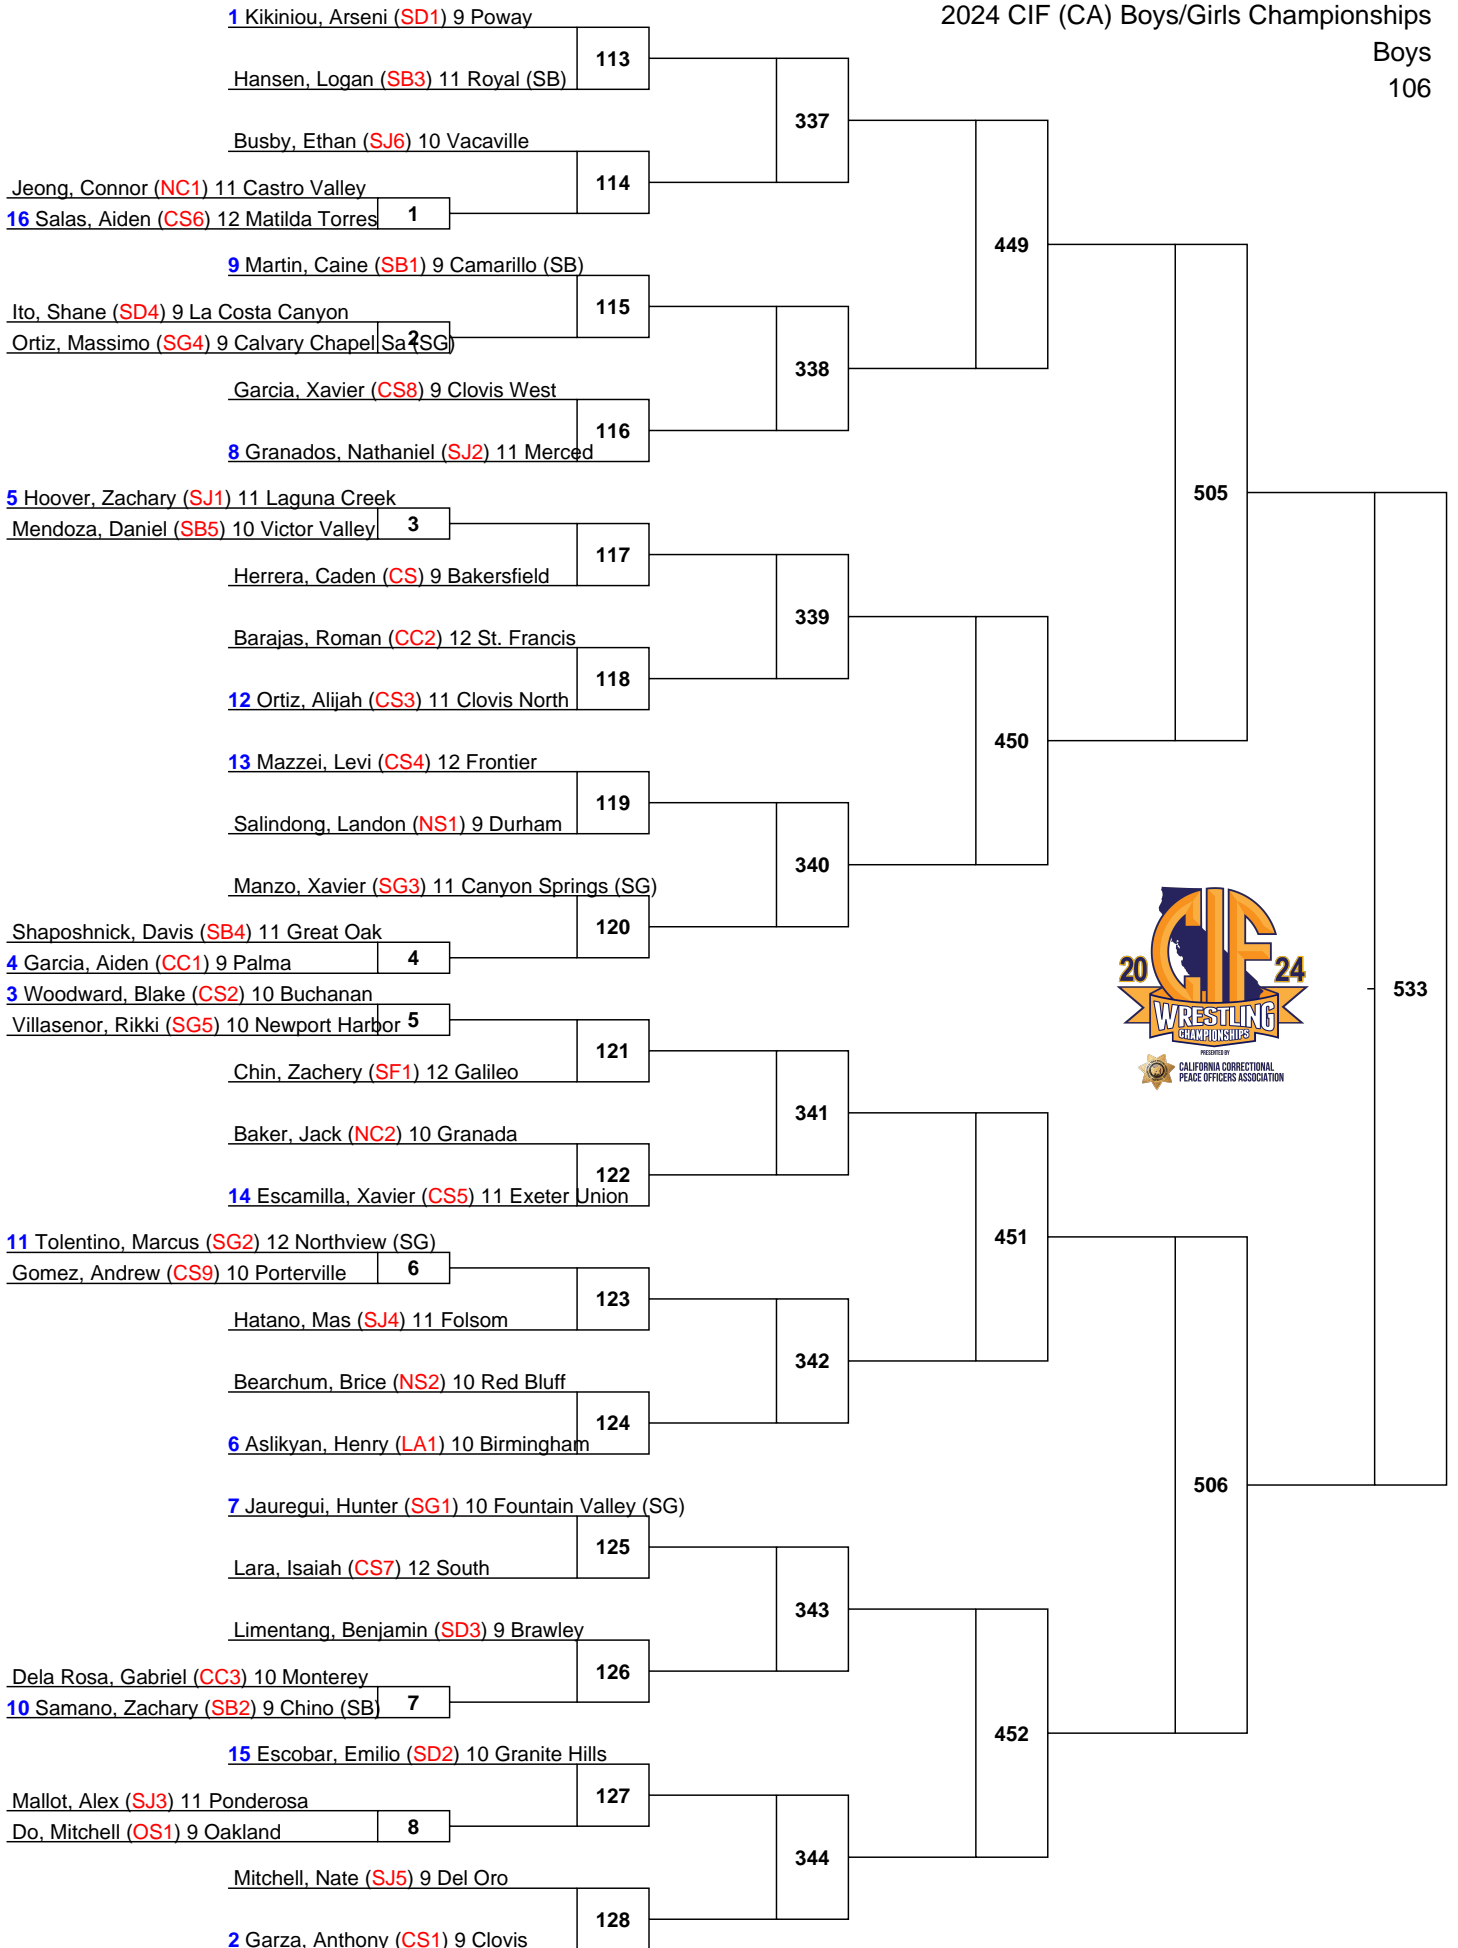 2024 CIF (CA) Boys/Girls Championships
Boys
106
1 Kikiniou, Arseni (SD1) 9 Poway
113
Hansen, Logan (SB3) 11 Royal (SB)
337
Busby, Ethan (SJ6) 10 Vacaville
114
Jeong, Connor (NC1) 11 Castro Valley
1
16 Salas, Aiden (CS6) 12 Matilda Torres
449
9 Martin, Caine (SB1) 9 Camarillo (SB)
115
Ito, Shane (SD4) 9 La Costa Canyon
2
Ortiz, Massimo (SG4) 9 Calvary Chapel Sa (SG)
338
Garcia, Xavier (CS8) 9 Clovis West
116
8 Granados, Nathaniel (SJ2) 11 Merced
505
5 Hoover, Zachary (SJ1) 11 Laguna Creek
3
Mendoza, Daniel (SB5) 10 Victor Valley
117
Herrera, Caden (CS) 9 Bakersfield
339
Barajas, Roman (CC2) 12 St. Francis
118
12 Ortiz, Alijah (CS3) 11 Clovis North
450
13 Mazzei, Levi (CS4) 12 Frontier
119
Salindong, Landon (NS1) 9 Durham
340
Manzo, Xavier (SG3) 11 Canyon Springs (SG)
120
Shaposhnick, Davis (SB4) 11 Great Oak
4
4 Garcia, Aiden (CC1) 9 Palma
533
3 Woodward, Blake (CS2) 10 Buchanan
5
Villasenor, Rikki (SG5) 10 Newport Harbor
121
Chin, Zachery (SF1) 12 Galileo
341
Baker, Jack (NC2) 10 Granada
122
14 Escamilla, Xavier (CS5) 11 Exeter Union
451
11 Tolentino, Marcus (SG2) 12 Northview (SG)
6
Gomez, Andrew (CS9) 10 Porterville
123
Hatano, Mas (SJ4) 11 Folsom
342
Bearchum, Brice (NS2) 10 Red Bluff
124
6 Aslikyan, Henry (LA1) 10 Birmingham
506
7 Jauregui, Hunter (SG1) 10 Fountain Valley (SG)
125
Lara, Isaiah (CS7) 12 South
343
Limentang, Benjamin (SD3) 9 Brawley
126
Dela Rosa, Gabriel (CC3) 10 Monterey
7
10 Samano, Zachary (SB2) 9 Chino (SB)
452
15 Escobar, Emilio (SD2) 10 Granite Hills
127
Mallot, Alex (SJ3) 11 Ponderosa
8
Do, Mitchell (OS1) 9 Oakland
344
Mitchell, Nate (SJ5) 9 Del Oro
128
2 Garza, Anthony (CS1) 9 Clovis
CIF
20 24
WRESTLING
CHAMPIONSHIPS
PRESENTED BY
CALIFORNIA CORRECTIONAL
PEACE OFFICERS ASSOCIATION